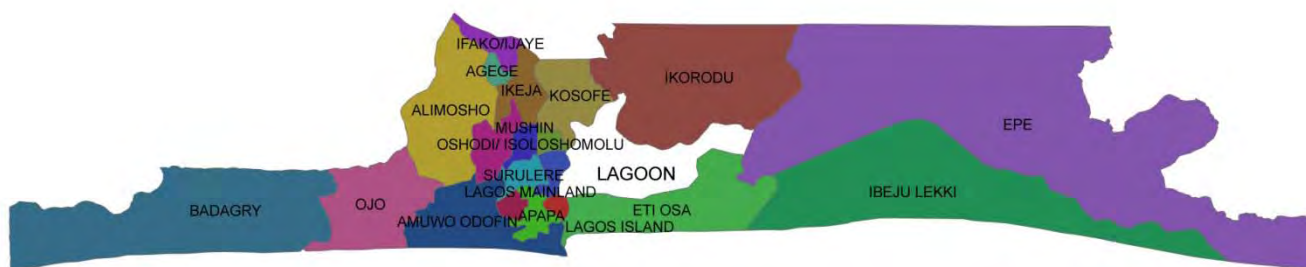 IFAKO/IJAYE
AGEGE
IKEJA
KOSOFE
IKORODU
ALIMOSHO
EPE
MUSHIN
OSHODI/ ISOLOSHOMOLU
SURULERE
LAGOON
LAGOS MAINLAND
IBEJU LEKKI
BADAGRY
OJO
AMUWO ODOFIN
APAPA
ETI OSA
LAGOS ISLAND